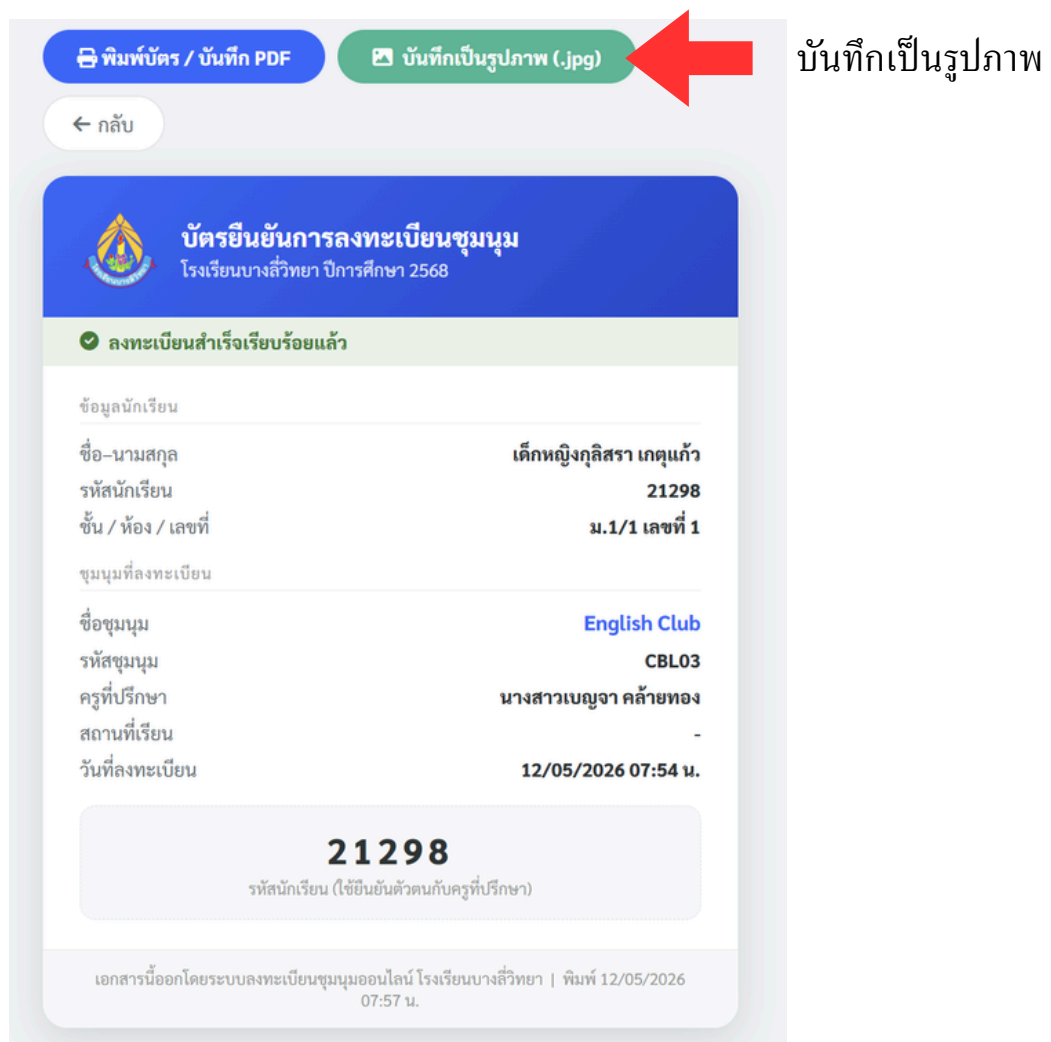 พิมพ์บัตร / บันทึก PDF
บันทึกเป็นรูปภาพ (.jpg)
บันทึกเป็นรูปภาพ
กลับ
บัตรยืนยันการลงทะเบียนชุมนุม
โรงเรียนบางลี่วิทยา ปีการศึกษา 2568
ลงทะเบียนสำเร็จเรียบร้อยแล้ว
ข้อมูลนักเรียน
ชื่อ–นามสกุล เด็กหญิงกุลิสรา เกตุแก้ว
รหัสนักเรียน 21298
ชั้น / ห้อง / เลขที่ ม.1/1 เลขที่ 1
ชุมนุมที่ลงทะเบียน
ชื่อชุมนุม English Club
รหัสชุมนุม CBL03
ครูที่ปรึกษา นางสาวเบญจา คล้ายทอง
สถานที่เรียน -
วันที่ลงทะเบียน 12/05/2026 07:54 น.
21298
รหัสนักเรียน (ใช้ยืนยันตัวตนกับครูที่ปรึกษา)
เอกสารนี้ออกโดยระบบลงทะเบียนชุมนุมออนไลน์ โรงเรียนบางลี่วิทยา | พิมพ์ 12/05/2026
07:57 น.